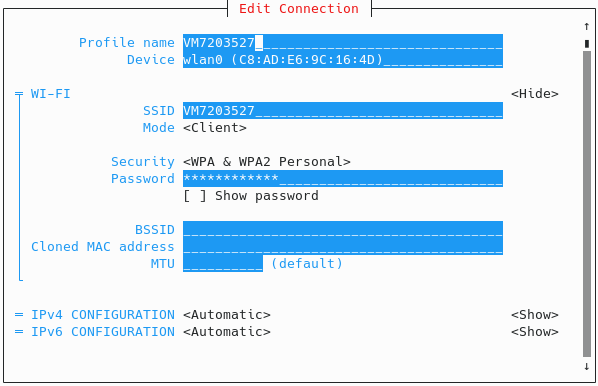 Edit Connection
Profile name VM7203527
Device wlan0 (C8:AD:E6:9C:16:4D)
WI-FI <Hide>
SSID VM7203527
Mode <Client>
Security <WPA & WPA2 Personal>
Password ************
[ ] Show password
BSSID
Cloned MAC address
MTU (default)
IPv4 CONFIGURATION <Automatic> <Show>
IPv6 CONFIGURATION <Automatic> <Show>